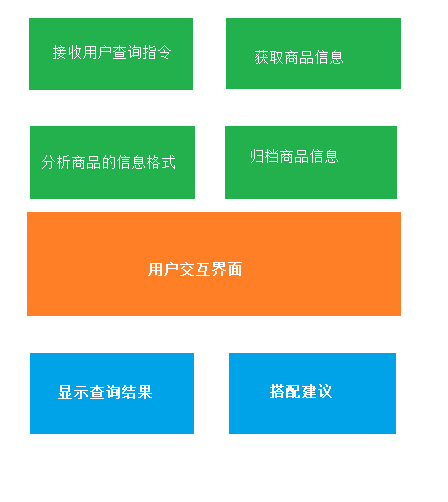 接收用户查询指令
获取商品信息
分析商品的信息格式
归档商品信息
用户交互界面
显示查询结果
搭配建议